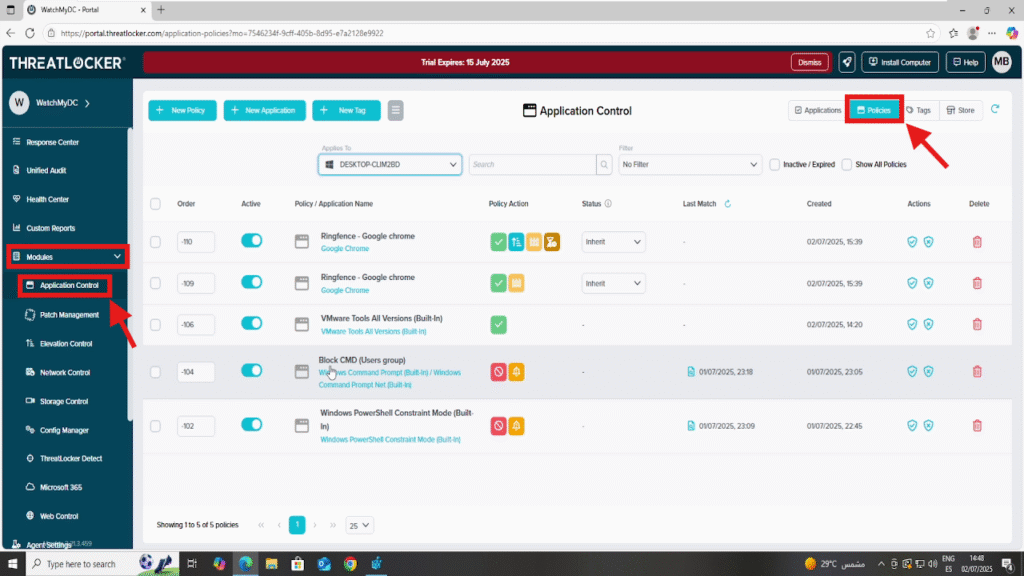 WatchMyDC - Portal
https://portal.threatlocker.com/application-policies?mo=7546234f-9cff-405b-8d95-e7a2128e9922
THREATLOCKER
Trial Expires: 15 July 2025
Dismiss
Install Computer
Help
MB
W
WatchMyDC
Response Center
Unified Audit
Health Center
Custom Reports
Modules
Application Control
Patch Management
Elevation Control
Network Control
Storage Control
Config Manager
ThreatLocker Detect
Microsoft 365
Web Control
Agent Settings
+ New Policy
+ New Application
+ New Tag
Application Control
Applications
Policies
Tags
Store
Applies To
DESKTOP-CLIM2BD
Search
Filter
No Filter
Inactive / Expired
Show All Policies
Order Active Policy / Application Name Policy Action Status Last Match Created Actions Delete
-110 Ringfence - Google chrome Inherit - 02/07/2025, 15:39
Google Chrome
-109 Ringfence - Google chrome Inherit - 02/07/2025, 15:39
Google Chrome
-106 VMware Tools All Versions (Built-In) - - 02/07/2025, 14:20
VMware Tools All Versions (Built-In)
-104 Block CMD (Users group) - 01/07/2025, 23:18 01/07/2025, 23:05
Windows Command Prompt (Built-In) / Windows
Command Prompt Net (Built-In)
-102 Windows PowerShell Constraint Mode (Built-
In) - 01/07/2025, 23:09 01/07/2025, 22:45
Windows PowerShell Constraint Mode (Built-In)
Showing 1 to 5 of 5 policies
1
25
Type here to search
29°C مشمس
ENG
ES
14:48
02/07/2025